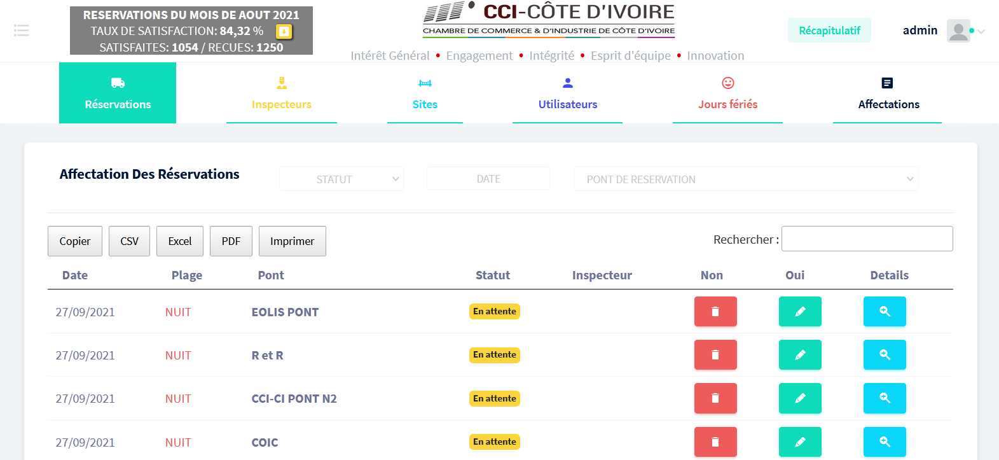 RESERVATIONS DU MOIS DE AOUT 2021
TAUX DE SATISFACTION: 84,32 %
SATISFAITES: 1054 / RECUES: 1250
CCI-CÔTE D'IVOIRE
CHAMBRE DE COMMERCE & D'INDUSTRIE DE CÔTE D'IVOIRE
Intérêt Général • Engagement • Intégrité • Esprit d'équipe • Innovation
Récapitulatif
admin
Réservations
Inspecteurs
Sites
Utilisateurs
Jours fériés
Affectations
Affectation Des Réservations
STATUT
DATE
PONT DE RESERVATION
Copier
CSV
Excel
PDF
Imprimer
Rechercher :
Date Plage Pont Statut Inspecteur Non Oui Details
27/09/2021 NUIT EOLIS PONT En attente
27/09/2021 NUIT R et R En attente
27/09/2021 NUIT CCI-CI PONT N2 En attente
27/09/2021 NUIT COIC En attente